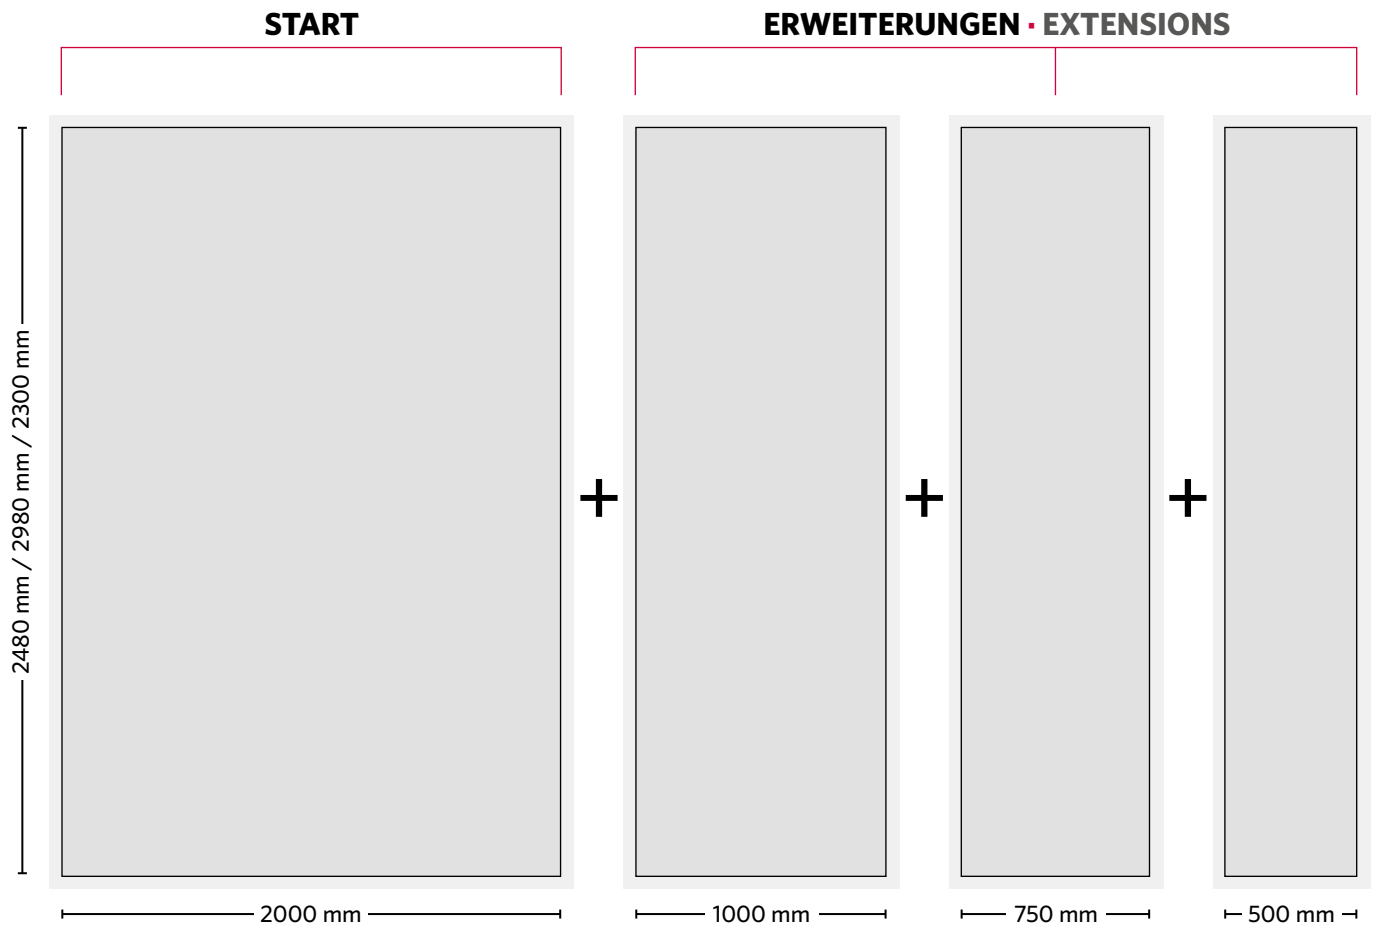 START
ERWEITERUNGEN · EXTENSIONS
2480 mm / 2980 mm / 2300 mm
2000 mm
1000 mm
750 mm
500 mm